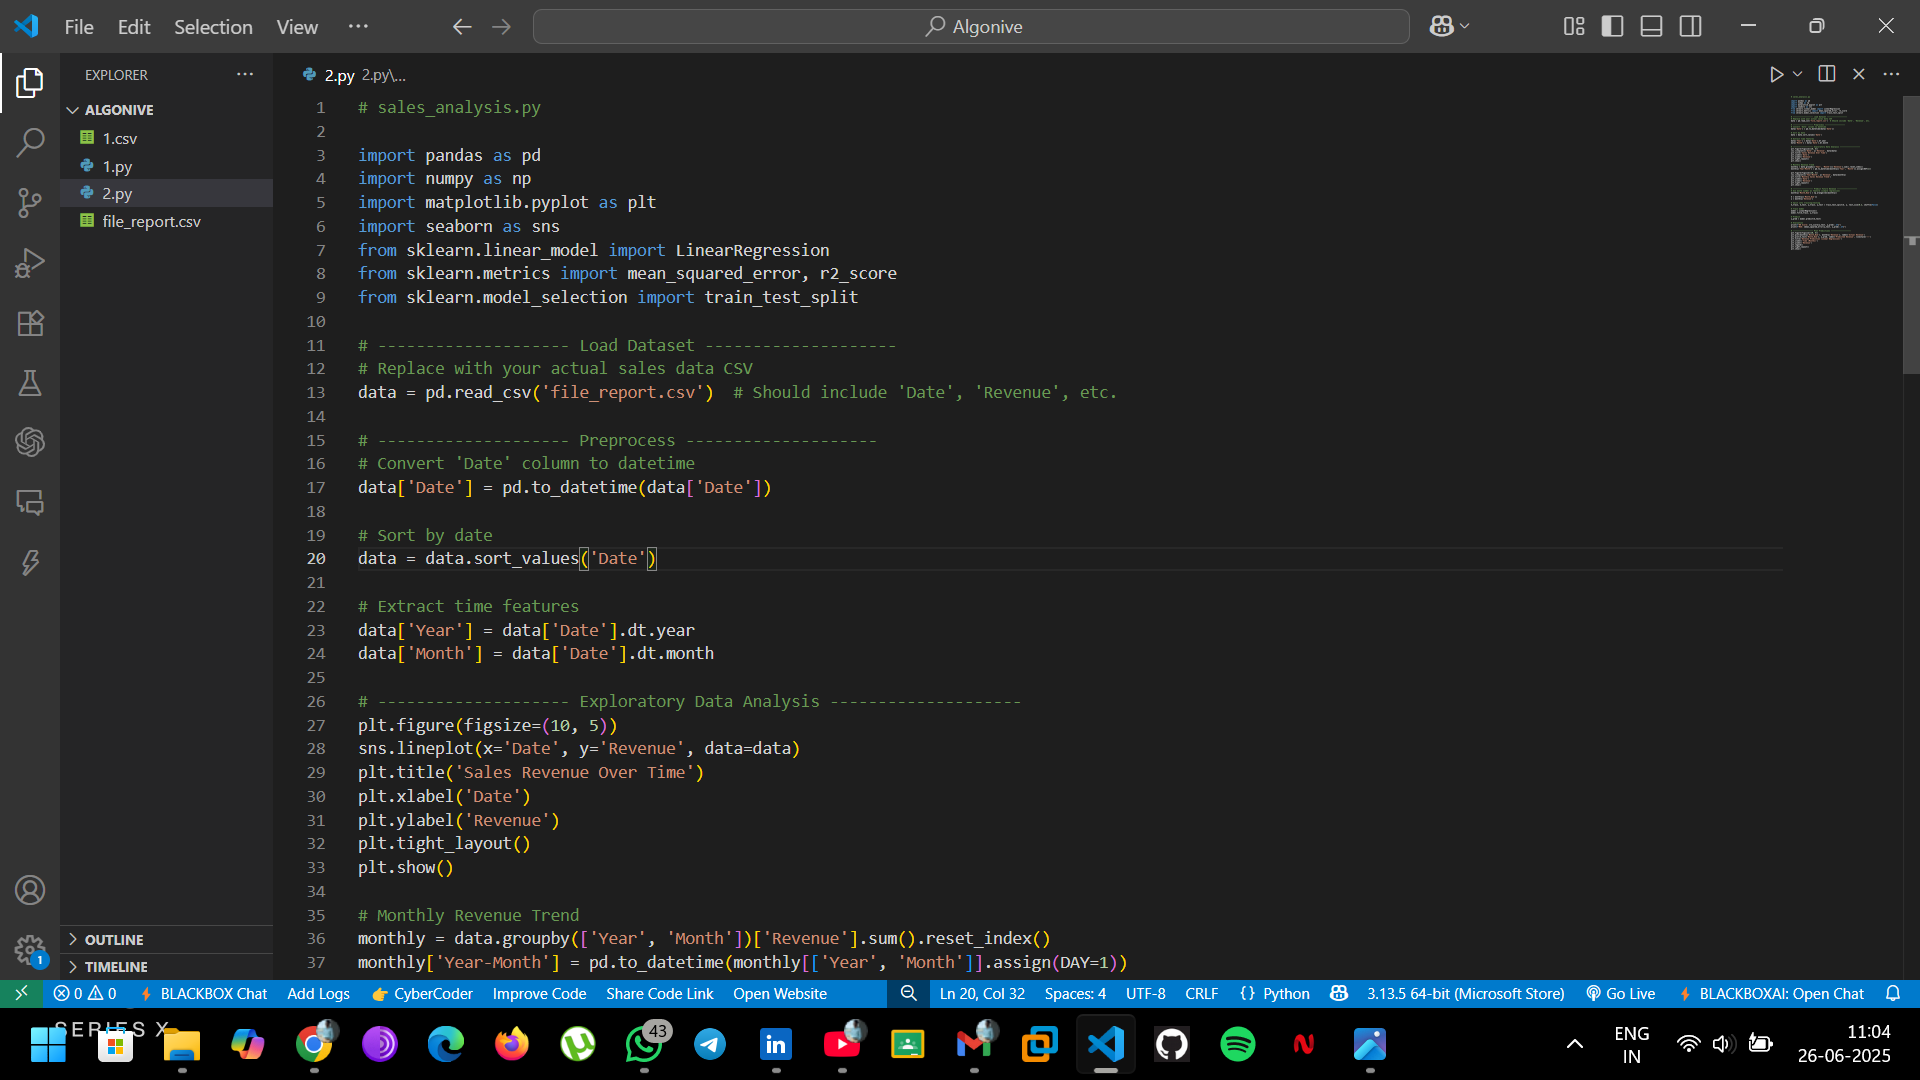 File Edit Selection View ···
Algonive
EXPLORER ···
ALGONIVE
1.csv
1.py
2.py
file_report.csv
OUTLINE
TIMELINE
2.py 2.py\...
1 # sales_analysis.py
2
3 import pandas as pd
4 import numpy as np
5 import matplotlib.pyplot as plt
6 import seaborn as sns
7 from sklearn.linear_model import LinearRegression
8 from sklearn.metrics import mean_squared_error, r2_score
9 from sklearn.model_selection import train_test_split
10
11 # -------------------- Load Dataset --------------------
12 # Replace with your actual sales data CSV
13 data = pd.read_csv('file_report.csv')  # Should include 'Date', 'Revenue', etc.
14
15 # -------------------- Preprocess --------------------
16 # Convert 'Date' column to datetime
17 data['Date'] = pd.to_datetime(data['Date'])
18
19 # Sort by date
20 data = data.sort_values('Date')
21
22 # Extract time features
23 data['Year'] = data['Date'].dt.year
24 data['Month'] = data['Date'].dt.month
25
26 # -------------------- Exploratory Data Analysis --------------------
27 plt.figure(figsize=(10, 5))
28 sns.lineplot(x='Date', y='Revenue', data=data)
29 plt.title('Sales Revenue Over Time')
30 plt.xlabel('Date')
31 plt.ylabel('Revenue')
32 plt.tight_layout()
33 plt.show()
34
35 # Monthly Revenue Trend
36 monthly = data.groupby(['Year', 'Month'])['Revenue'].sum().reset_index()
37 monthly['Year-Month'] = pd.to_datetime(monthly[['Year', 'Month']].assign(DAY=1))
1
0 0 BLACKBOX Chat Add Logs CyberCoder Improve Code Share Code Link Open Website Ln 20, Col 32 Spaces: 4 UTF-8 CRLF {} Python 3.13.5 64-bit (Microsoft Store) Go Live BLACKBOXAI: Open Chat
SERIES X
43
in
ENG
IN
11:04
26-06-2025